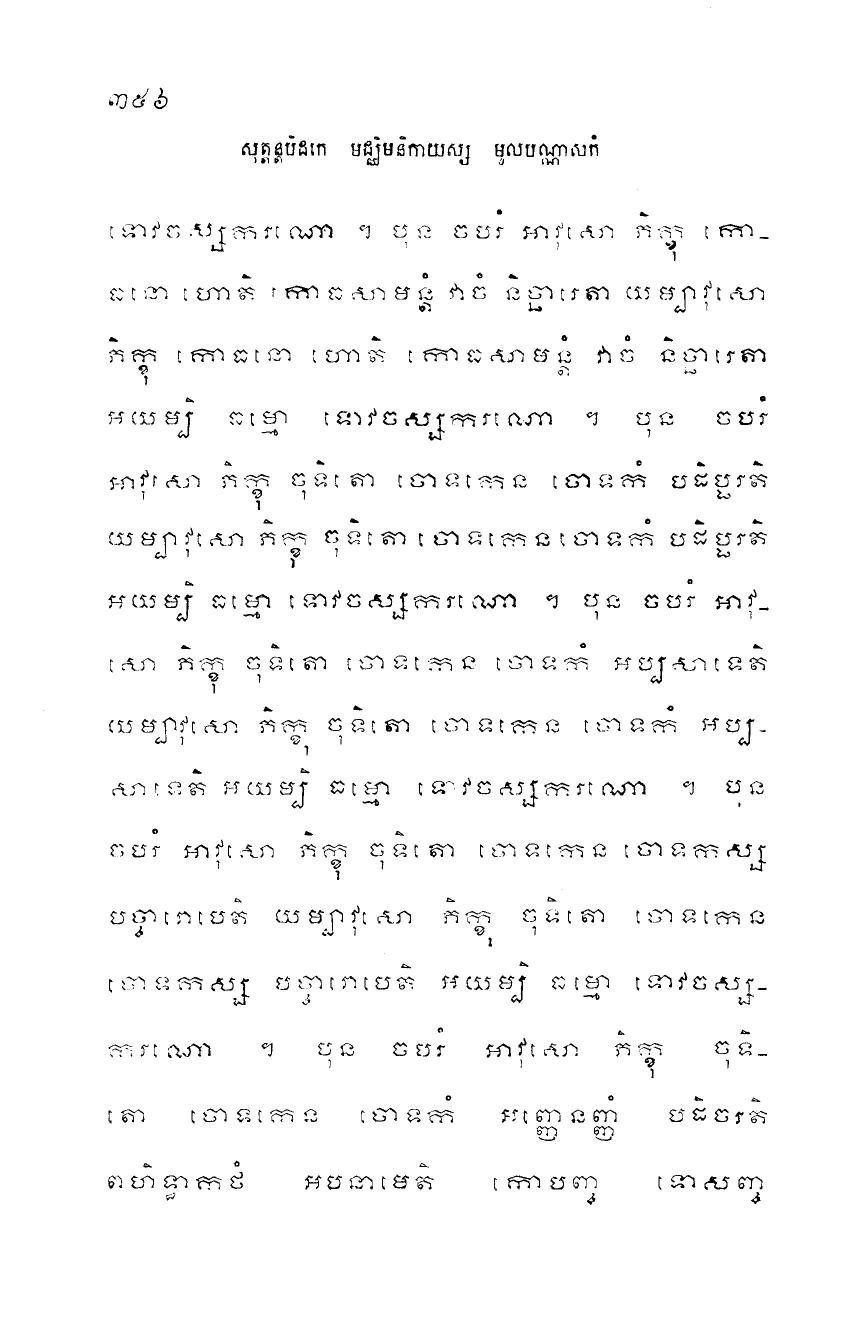 ៣៥៦
សុត្តន្តបិដកេ មជ្ឈិមនិកាយស្ស មូលបណ្ណាសកំ
ទោវចស្សករណោ ។ បុន ចបរំ អាវុសោ ភិក្ខុ កោ-
ធនោ ហោតិ កោធសាមន្តំ វាចំ និច្ឆារេតា យម្បាវុសោ
ភិក្ខុ កោធនោ ហោតិ កោធសាមន្តំ វាចំ និច្ឆារេតា
អយម្បិ ធម្មោ ទោវចស្សករណោ ។ បុន ចបរំ
អាវុសោ ភិក្ខុ ចុទិតោ ចោទកេន ចោទកំ បដិប្ផរតិ
យម្បាវុសោ ភិក្ខុ ចុទិតោ ចោទកេន ចោទកំ បដិប្ផរតិ
អយម្បិ ធម្មោ ទោវចស្សករណោ ។ បុន ចបរំ អាវុ-
សោ ភិក្ខុ ចុទិតោ ចោទកេន ចោទកំ អប្បសាទេតិ
យម្បាវុសោ ភិក្ខុ ចុទិតោ ចោទកេន ចោទកំ អប្ប-
សាទេតិ អយម្បិ ធម្មោ ទោវចស្សករណោ ។ បុន
ចបរំ អាវុសោ ភិក្ខុ ចុទិតោ ចោទកេន ចោទកស្ស
បច្ចារោបេតិ យម្បាវុសោ ភិក្ខុ ចុទិតោ ចោទកេន
ចោទកស្ស បច្ចារោបេតិ អយម្បិ ធម្មោ ទោវចស្ស-
ករណោ ។ បុន ចបរំ អាវុសោ ភិក្ខុ ចុទិ-
តោ ចោទកេន ចោទកំ អញ្ញេនញ្ញំ បដិចរតិ
ពហិទ្ធាកថំ អបនាមេតិ កោបញ្ច ទោសញ្ច